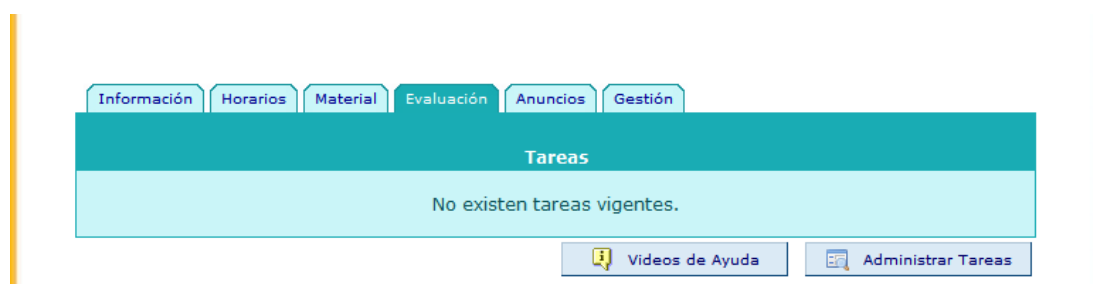 Información Horarios Material Evaluación Anuncios Gestión
Tareas
No existen tareas vigentes.
Videos de Ayuda Administrar Tareas